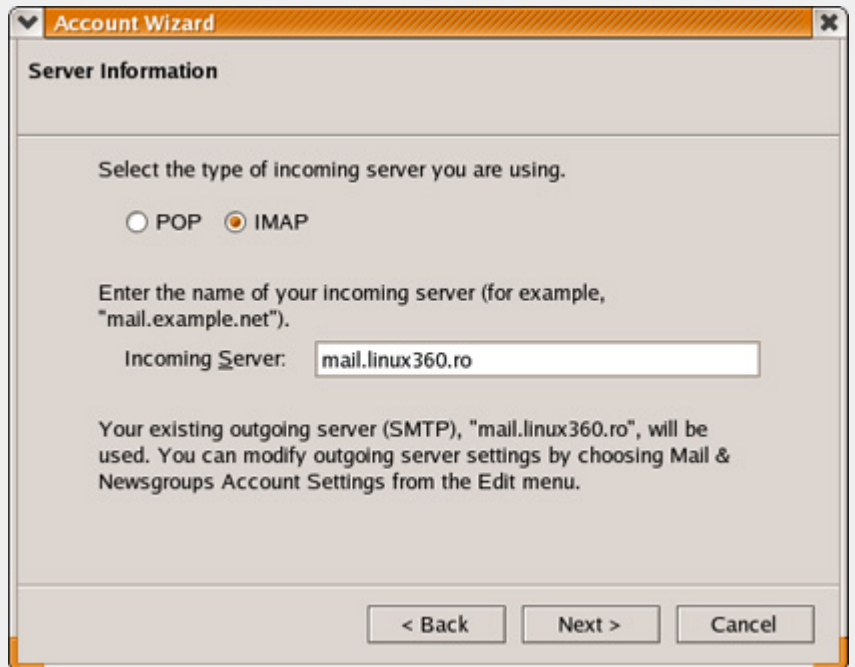 Account Wizard
Server Information
Select the type of incoming server you are using.
POP IMAP
Enter the name of your incoming server (for example,
"mail.example.net").
Incoming Server: mail.linux360.ro
Your existing outgoing server (SMTP), "mail.linux360.ro", will be
used. You can modify outgoing server settings by choosing Mail &
Newsgroups Account Settings from the Edit menu.
< Back Next > Cancel